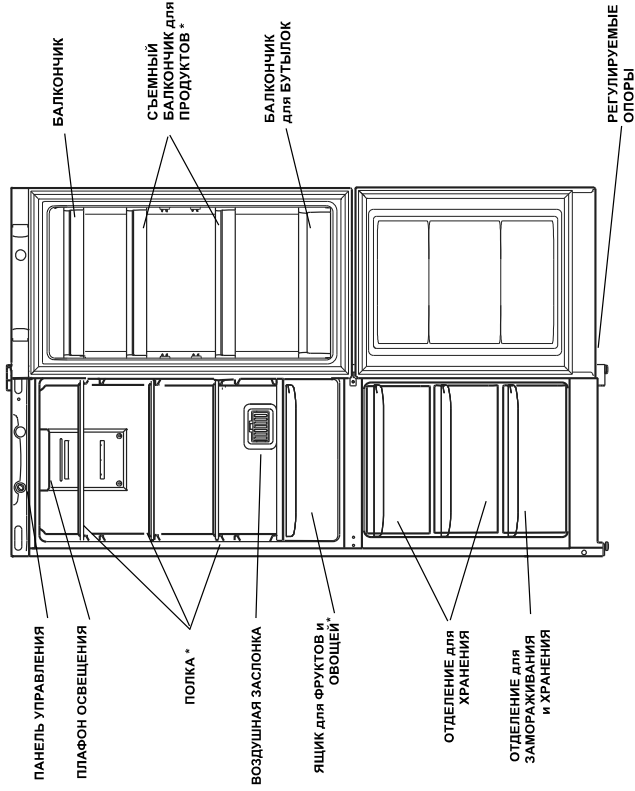 БАЛКОНЧИК
СЪЕМНЫЙ
БАЛКОНЧИК для
ПРОДУКТОВ *
БАЛКОНЧИК
для БУТЫЛОК
РЕГУЛИРУЕМЫЕ
ОПОРЫ
ПАНЕЛЬ УПРАВЛЕНИЯ
ПЛАФОН ОСВЕЩЕНИЯ
ПОЛКА *
ВОЗДУШНАЯ ЗАСЛОНКА
ЯЩИК для ФРУКТОВ и
ОВОЩЕЙ*
ОТДЕЛЕНИЕ для
ХРАНЕНИЯ
ОТДЕЛЕНИЕ для
ЗАМОРАЖИВАНИЯ
и ХРАНЕНИЯ